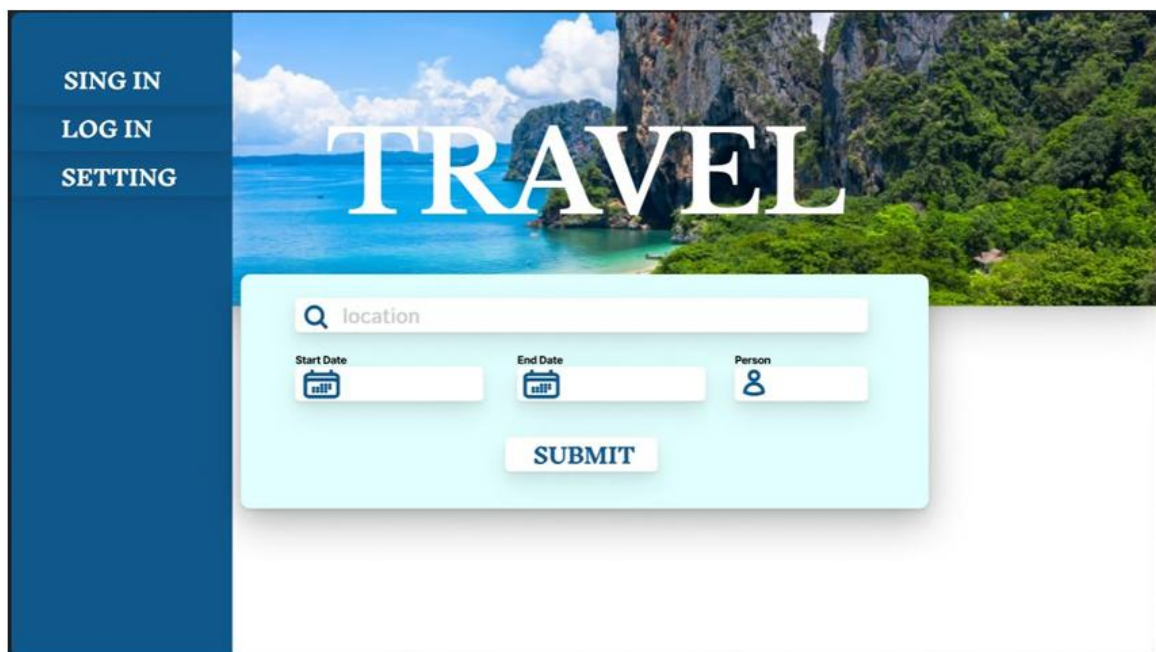 SING IN
LOG IN
SETTING
TRAVEL
location
Start Date
End Date
Person
SUBMIT